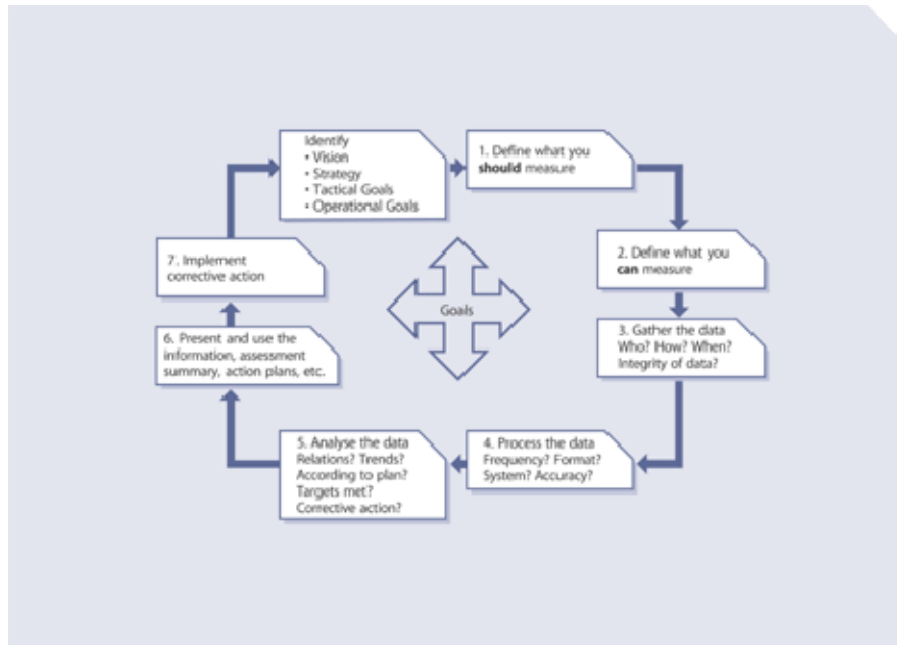 Identify
• Vision
• Strategy
• Tactical Goals
• Operational Goals
1. Define what you
should measure
2. Define what you
can measure
3. Gather the data
Who? How? When?
Integrity of data?
4. Process the data
Frequency? Format?
System? Accuracy?
5. Analyse the data
Relations? Trends?
According to plan?
Targets met?
Corrective action?
6. Present and use the
information, assessment
summary, action plans, etc.
7. Implement
corrective action
Goals